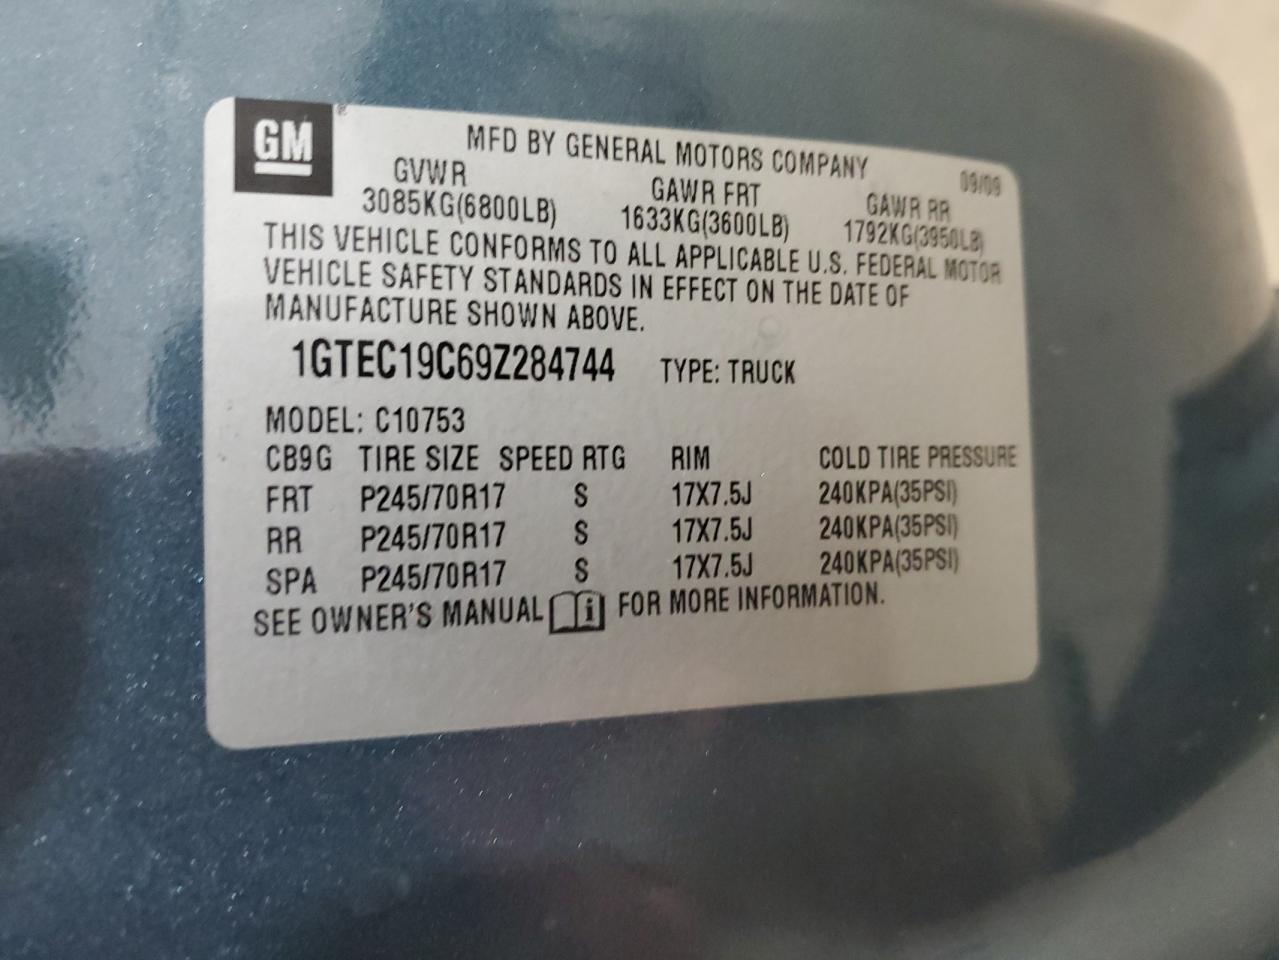 GM
MFD BY GENERAL MOTORS COMPANY 09/09
GVWR GAWR FRT GAWR RR
3085KG(6800LB) 1633KG(3600LB) 1792KG(3950LB)
THIS VEHICLE CONFORMS TO ALL APPLICABLE U.S. FEDERAL MOTOR
VEHICLE SAFETY STANDARDS IN EFFECT ON THE DATE OF
MANUFACTURE SHOWN ABOVE.
1GTEC19C69Z284744 TYPE: TRUCK
MODEL: C10753
CB9G TIRE SIZE SPEED RTG RIM COLD TIRE PRESSURE
FRT P245/70R17 S 17X7.5J 240KPA(35PSI)
RR P245/70R17 S 17X7.5J 240KPA(35PSI)
SPA P245/70R17 S 17X7.5J 240KPA(35PSI)
SEE OWNER'S MANUAL i FOR MORE INFORMATION.